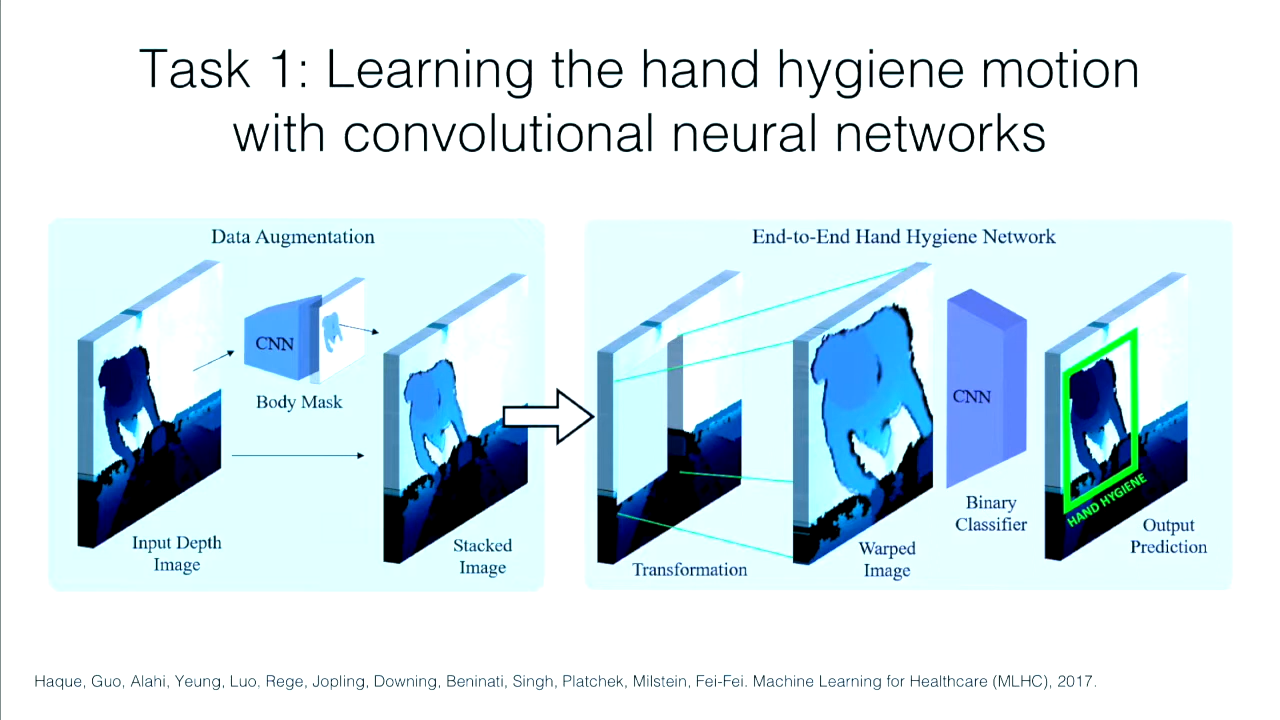 Task 1: Learning the hand hygiene motion
with convolutional neural networks
Data Augmentation
CNN
Body Mask
Input Depth
Image
Stacked
Image
End-to-End Hand Hygiene Network
Transformation
Warped
Image
CNN
Binary
Classifier
HAND HYGIENE
Output
Prediction
Haque, Guo, Alahi, Yeung, Luo, Rege, Jopling, Downing, Beninati, Singh, Platchek, Milstein, Fei-Fei. Machine Learning for Healthcare (MLHC), 2017.